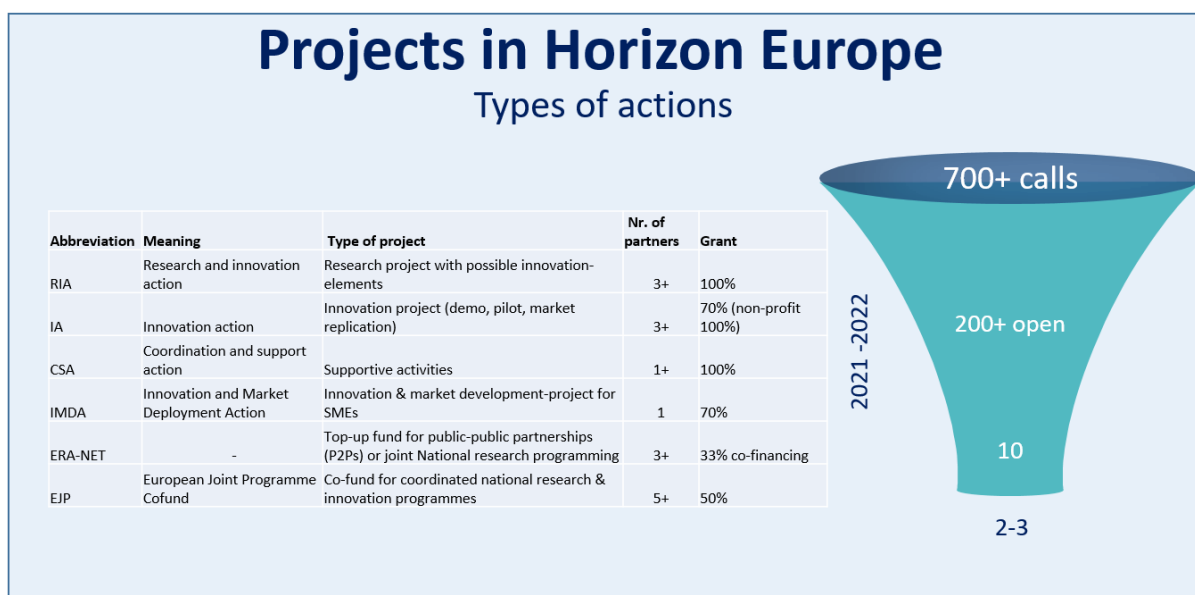 Projects in Horizon Europe
Types of actions
Abbreviation Meaning Type of project Nr. of partners Grant
RIA Research and innovation action Research project with possible innovation-elements 3+ 100%
IA Innovation action Innovation project (demo, pilot, market replication) 3+ 70% (non-profit 100%)
CSA Coordination and support action Supportive activities 1+ 100%
IMDA Innovation and Market Deployment Action Innovation & market development-project for SMEs 1 70%
ERA-NET - Top-up fund for public-public partnerships (P2Ps) or joint National research programming 3+ 33% co-financing
EJP European Joint Programme Cofund Co-fund for coordinated national research & innovation programmes 5+ 50%
2021 -2022
700+ calls
200+ open
10
2-3